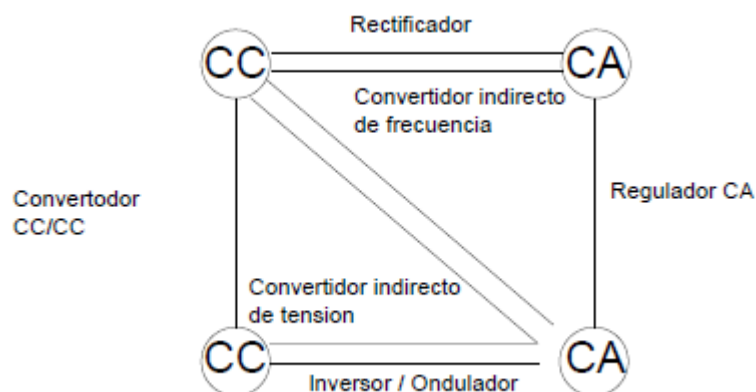 Rectificador
CC
CA
Convertidor indirecto
de frecuencia
Convertodor
CC/CC
Regulador CA
Convertidor indirecto
de tension
CC
CA
Inversor / Ondulador